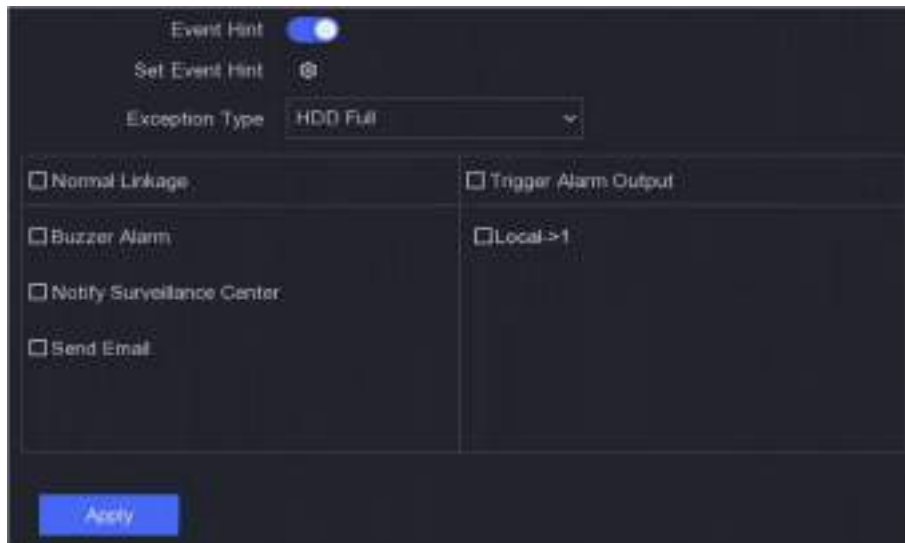 Event Hint
Set Event Hint
Exception Type HDD Full
Normal Linkage Trigger Alarm Output
Buzzer Alarm Local->1
Notify Surveillance Center
Send Email
Apply